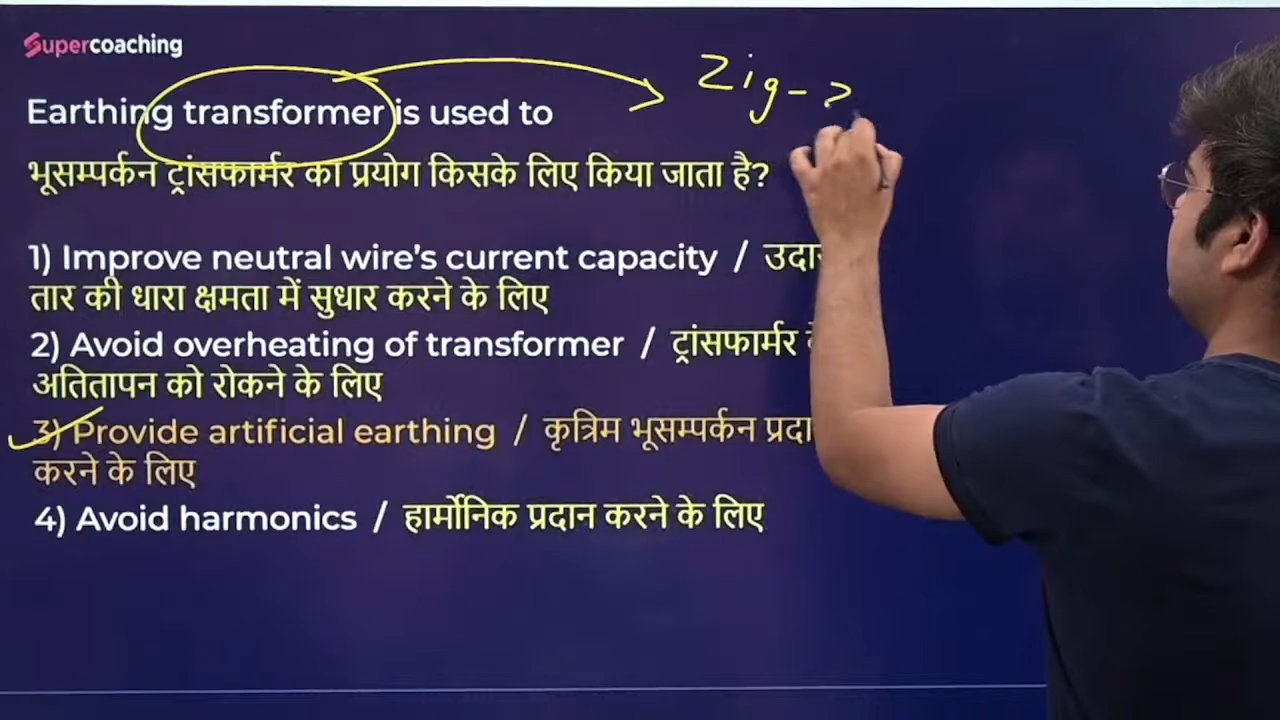 Supercoaching
Zig-
Earthing transformer is used to
भूसम्पर्कन ट्रांसफार्मर का प्रयोग किसके लिए किया जाता है?
1) Improve neutral wire's current capacity /
तार की धारा क्षमता में सुधार करने के लिए
2) Avoid overheating of transformer / ट्रांसफार्मर
अतितापन को रोकने के लिए
3) Provide artificial earthing / कृत्रिम भूसम्पर्कन
करने के लिए
4) Avoid harmonics / हार्मोनिक प्रदान करने के लिए